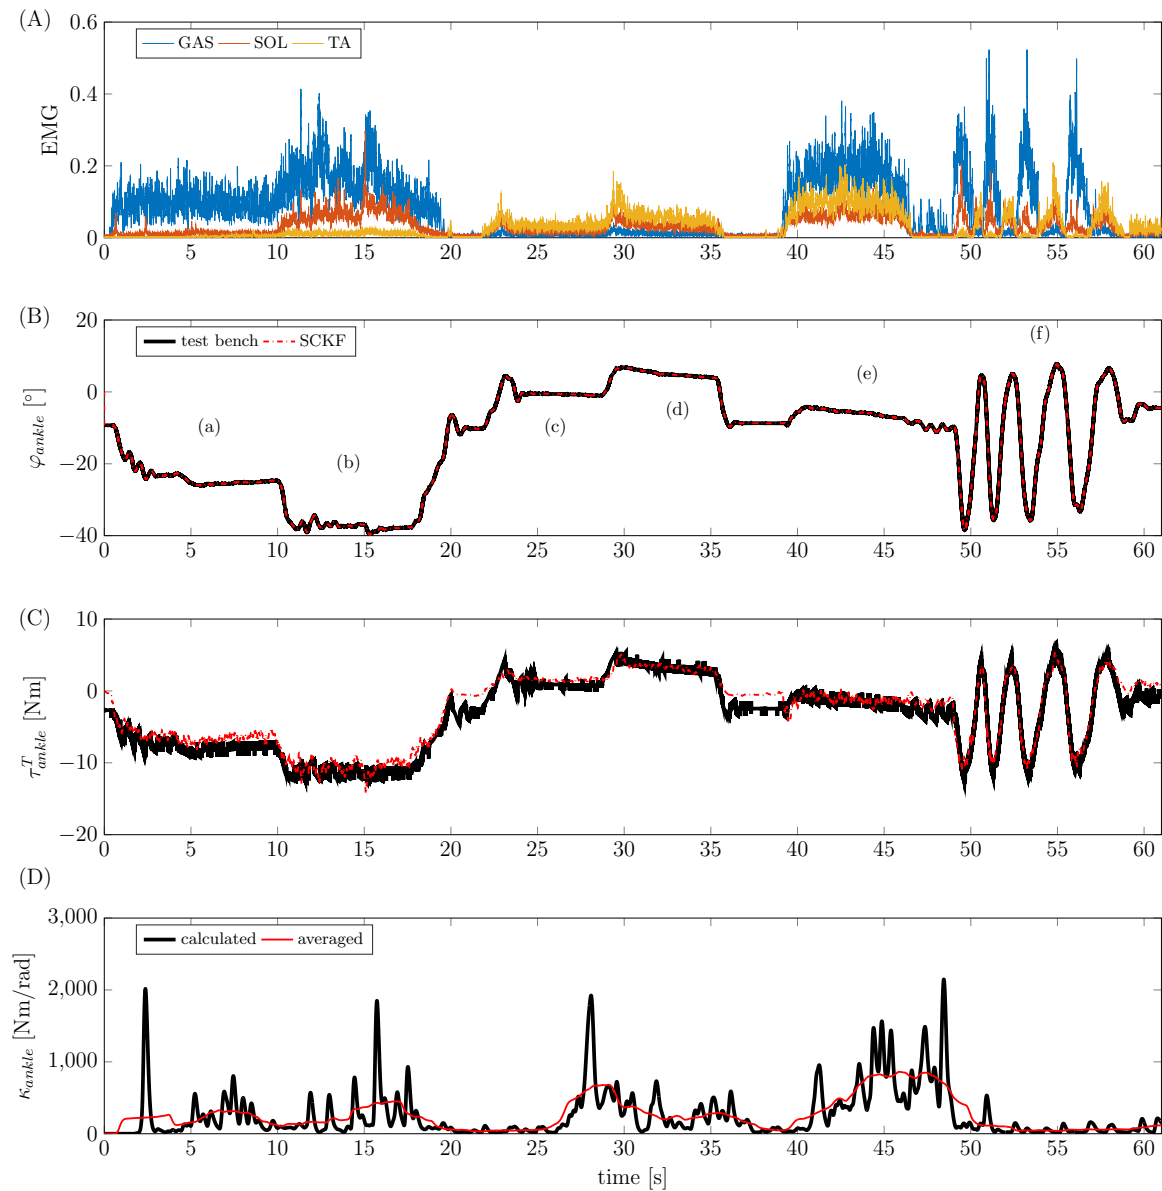 (A)
0.6
0.4
0.2
0
EMG
GAS SOL TA
0 5 10 15 20 25 30 35 40 45 50 55 60
(B)
20
0
−20
−40
φankle [°]
test bench SCKF
(a)
(b)
(c)
(d)
(e)
(f)
0 5 10 15 20 25 30 35 40 45 50 55 60
(C)
10
0
−10
−20
τTankle [Nm]
0 5 10 15 20 25 30 35 40 45 50 55 60
(D)
3,000
2,000
1,000
0
κankle [Nm/rad]
calculated averaged
0 5 10 15 20 25 30 35 40 45 50 55 60
time [s]